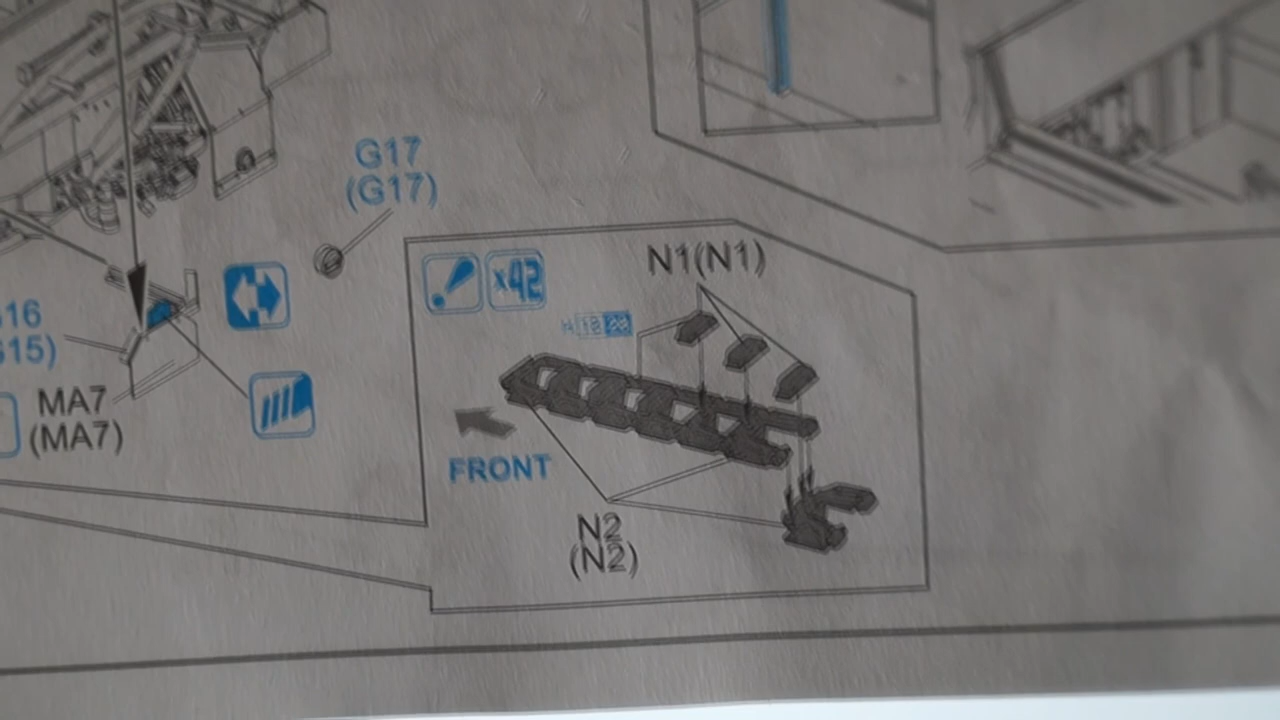 G17
(G17)
N1(N1)
x42
MA7
(MA7)
FRONT
N2
(N2)